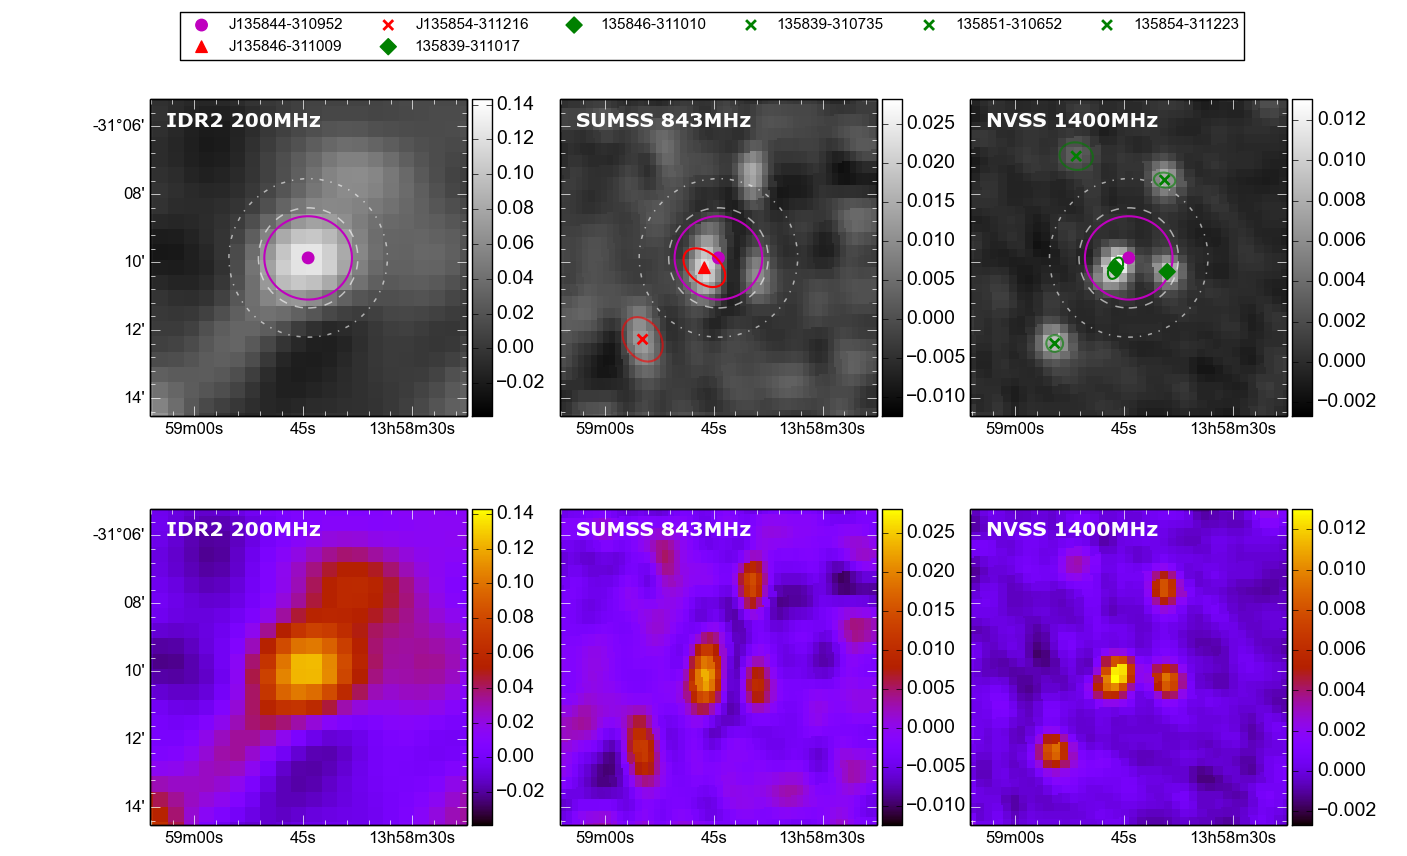 J135844-310952 J135854-311216 135846-311010 135839-310735 135851-310652 135854-311223
J135846-311009 135839-311017
IDR2 200MHz SUMSS 843MHz NVSS 1400MHz
-31°06' 08' 10' 12' 14'
0.14 0.12 0.10 0.08 0.06 0.04 0.02 0.00 −0.02
0.025 0.020 0.015 0.010 0.005 0.000 −0.005 −0.010
0.012 0.010 0.008 0.006 0.004 0.002 0.000 −0.002
59m00s 45s 13h58m30s 59m00s 45s 13h58m30s 59m00s 45s 13h58m30s
IDR2 200MHz SUMSS 843MHz NVSS 1400MHz
-31°06' 08' 10' 12' 14'
0.14 0.12 0.10 0.08 0.06 0.04 0.02 0.00 −0.02
0.025 0.020 0.015 0.010 0.005 0.000 −0.005 −0.010
0.012 0.010 0.008 0.006 0.004 0.002 0.000 −0.002
59m00s 45s 13h58m30s 59m00s 45s 13h58m30s 59m00s 45s 13h58m30s